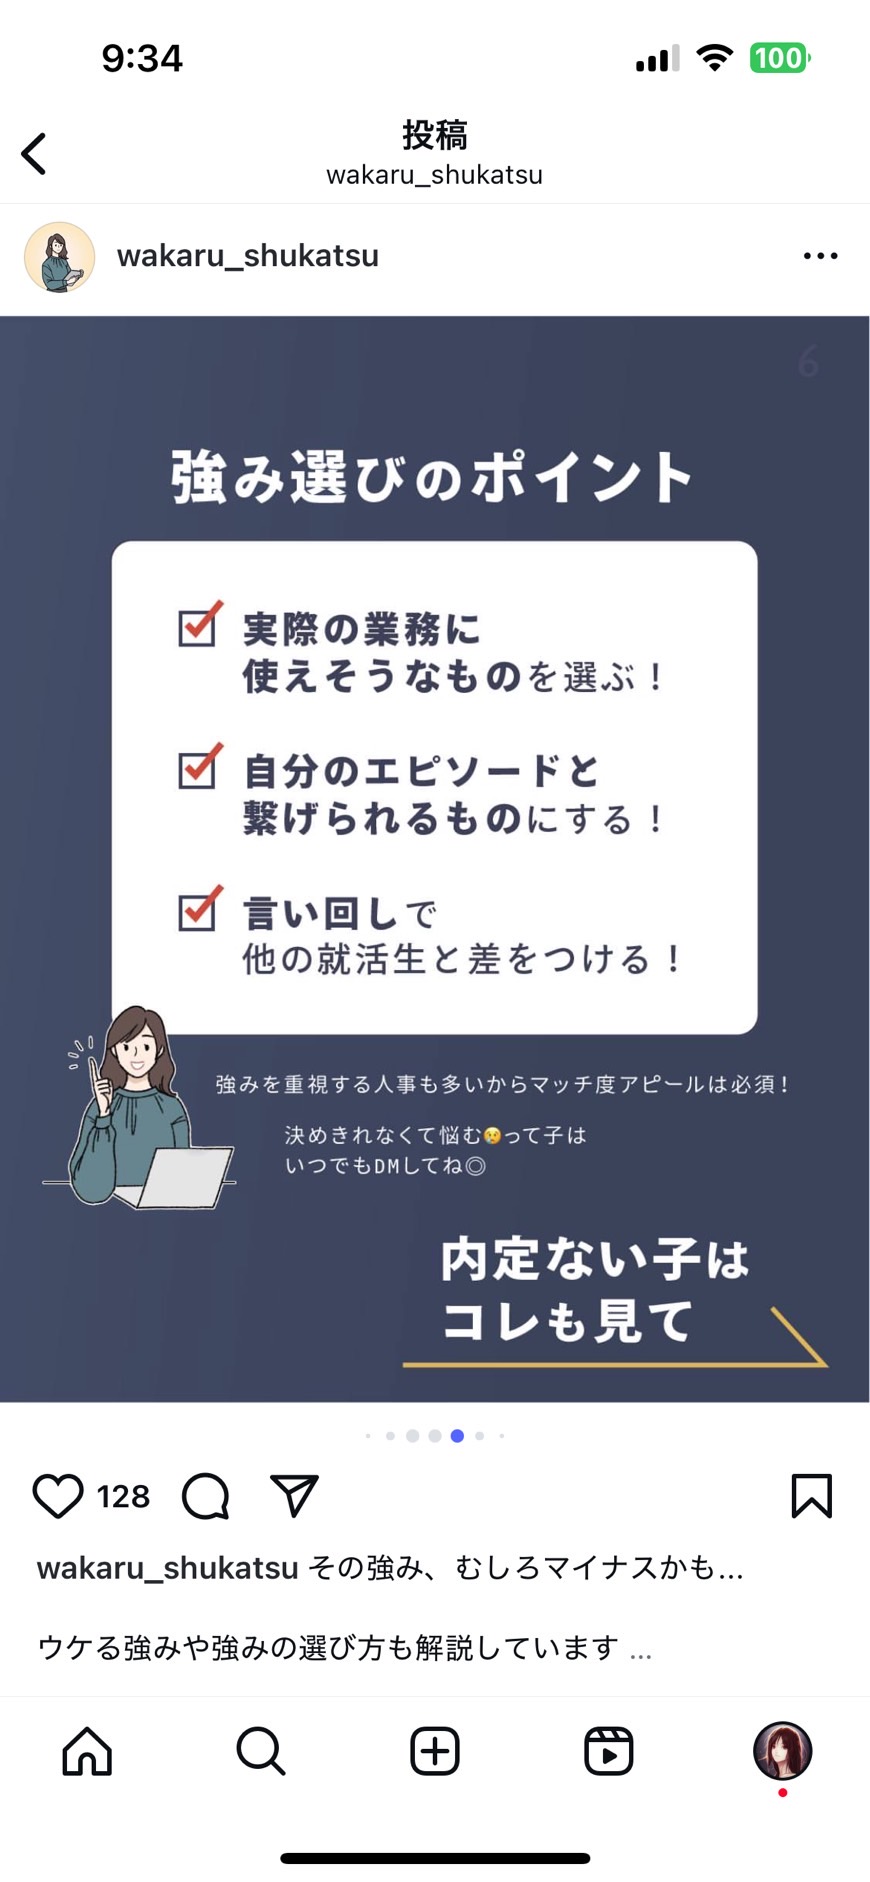 9:34
100
投稿
wakaru_shukatsu
wakaru_shukatsu
6
強み選びのポイント
実際の業務に
使えそうなものを選ぶ！
自分のエピソードと
繋げられるものにする！
言い回しで
他の就活生と差をつける！
強みを重視する人事も多いからマッチ度アピールは必須！
決めきれなくて悩む😢って子は
いつでもDMしてね◎
内定ない子は
コレも見て
128
wakaru_shukatsu その強み、むしろマイナスかも...
ウケる強みや強みの選び方も解説しています ...